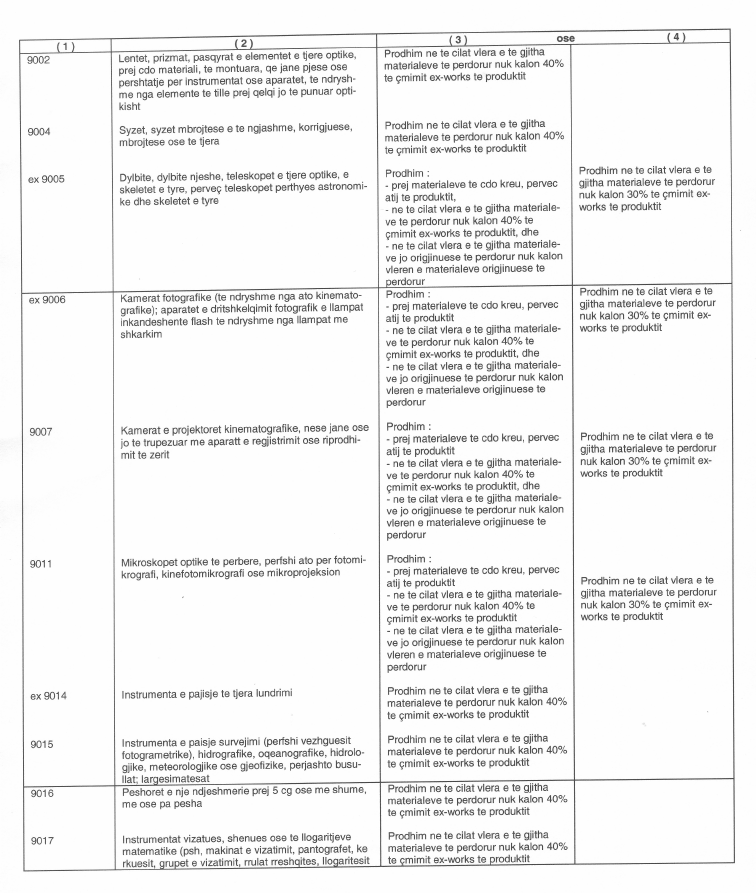 ( 1 ) ( 2 ) ( 3 ) ose ( 4 )
9002
Lentet, prizmat, pasqyrat e elementet e tjere optike,
prej cdo materiali, te montuara, qe jane pjese ose
pershtatje per instrumentat ose aparatet, te ndrysh-
me nga elemente te tille prej qelqi jo te punuar opti-
kisht
Prodhim ne te cilat vlera e te gjitha
materialeve te perdorur nuk kalon 40%
te çmimit ex-works te produktit
9004
Syzet, syzet mbrojtese e te ngjashme, korrigjuese,
mbrojtese ose te tjera
Prodhim ne te cilat vlera e te gjitha
materialeve te perdorur nuk kalon 40%
te çmimit ex-works te produktit
ex 9005
Dylbite, dylbite njeshe, teleskopet e tjere optike, e
skeletet e tyre, perveç teleskopet perthyes astronomi-
ke dhe skeletet e tyre
Prodhim :
- prej materialeve te cdo kreu, pervec
atij te produktit,
- ne te cilat vlera e te gjitha materiale-
ve te perdorur nuk kalon 40% te
çmimit ex-works te produktit, dhe
- ne te cilat vlera e te gjitha materiale-
ve jo origjinuese te perdorur nuk kalon
vleren e materialeve origjinuese te
perdorur
Prodhim ne te cilat vlera e te
gjitha materialeve te perdorur
nuk kalon 30% te çmimit ex-
works te produktit
ex 9006
Kamerat fotografike (te ndryshme nga ato kinemato-
grafike); aparatet e dritshkelqimit fotografik e llampat
inkandeshente flash te ndryshme nga llampat me
shkarkim
Prodhim :
- prej materialeve te cdo kreu, pervec
atij te produktit
- ne te cilat vlera e te gjitha materiale-
ve te perdorur nuk kalon 40% te
çmimit ex-works te produktit, dhe
- ne te cilat vlera e te gjitha materiale-
ve jo origjinuese te perdorur nuk kalon
vleren e materialeve origjinuese te
perdorur
Prodhim ne te cilat vlera e te
gjitha materialeve te perdorur
nuk kalon 30% te çmimit ex-
works te produktit
9007
Kamerat e projektoret kinematografike, nese jane ose
jo te trupezuar me aparatt e regjistrimit ose riprodhi-
mit te zerit
Prodhim :
- prej materialeve te cdo kreu, pervec
atij te produktit
- ne te cilat vlera e te gjitha materiale-
ve te perdorur nuk kalon 40% te
çmimit ex-works te produktit, dhe
- ne te cilat vlera e te gjitha materiale-
ve jo origjinuese te perdorur nuk kalon
vleren e materialeve origjinuese te
perdorur
Prodhim ne te cilat vlera e te
gjitha materialeve te perdorur
nuk kalon 30% te çmimit ex-
works te produktit
9011
Mikroskopet optike te perbere, perfshi ato per fotomi-
krografi, kinefotomikrografi ose mikroprojeksion
Prodhim :
- prej materialeve te cdo kreu, pervec
atij te produktit
- ne te cilat vlera e te gjitha materiale-
ve te perdorur nuk kalon 40% te
çmimit ex-works te produktit
- ne te cilat vlera e te gjitha materiale-
ve jo origjinuese te perdorur nuk kalon
vleren e materialeve origjinuese te
perdorur
Prodhim ne te cilat vlera e te
gjitha materialeve te perdorur
nuk kalon 30% te çmimit ex-
works te produktit
ex 9014
Instrumenta e pajisje te tjera lundrimi
Prodhim ne te cilat vlera e te gjitha
materialeve te perdorur nuk kalon 40%
te çmimit ex-works te produktit
9015
Instrumenta e paisje survejimi (perfshi vezhguesit
fotogrametrike), hidrografike, oqeanografike, hidrolo-
gjike, meteorologjike ose gjeofizike, perjashto busu-
llat; largesimatesat
Prodhim ne te cilat vlera e te gjitha
materialeve te perdorur nuk kalon 40%
te çmimit ex-works te produktit
9016
Peshoret e nje ndjeshmerie prej 5 cg ose me shume,
me ose pa pesha
Prodhim ne te cilat vlera e te gjitha
materialeve te perdorur nuk kalon 40%
te çmimit ex-works te produktit
9017
Instrumentat vizatues, shenues ose te llogaritjeve
matematike (psh, makinat e vizatimit, pantografet, ke
rkuesit, grupet e vizatimit, rrulat rreshqites, llogaritesit
Prodhim ne te cilat vlera e te gjitha
materialeve te perdorur nuk kalon 40%
te çmimit ex-works te produktit